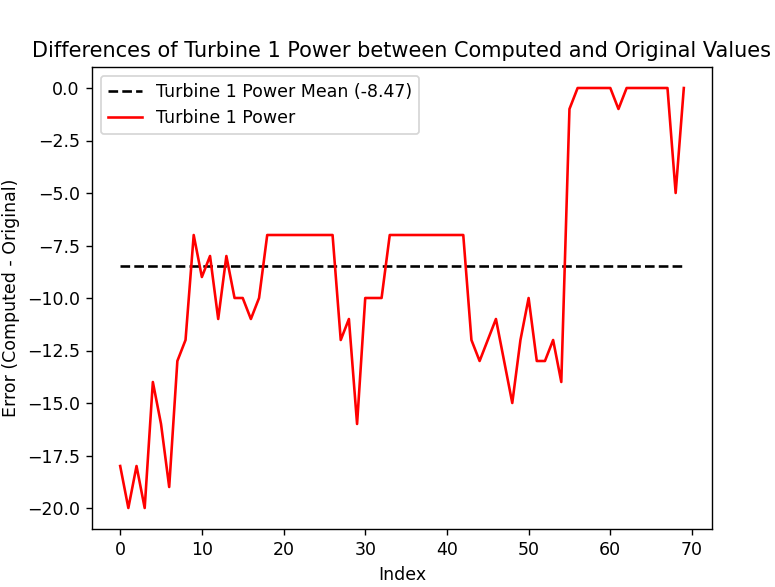 Differences of Turbine 1 Power between Computed and Original Values
Turbine 1 Power Mean (-8.47)
Turbine 1 Power
Error (Computed - Original)
0.0
−2.5
−5.0
−7.5
−10.0
−12.5
−15.0
−17.5
−20.0
0 10 20 30 40 50 60 70
Index